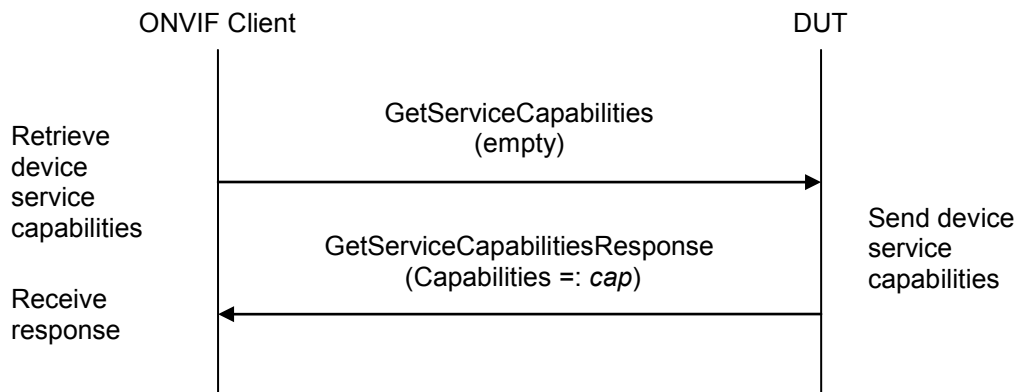 ONVIF Client
DUT
GetServiceCapabilities
(empty)
Retrieve
device
service
capabilities
Send device
service
capabilities
GetServiceCapabilitiesResponse
(Capabilities =: cap)
Receive
response